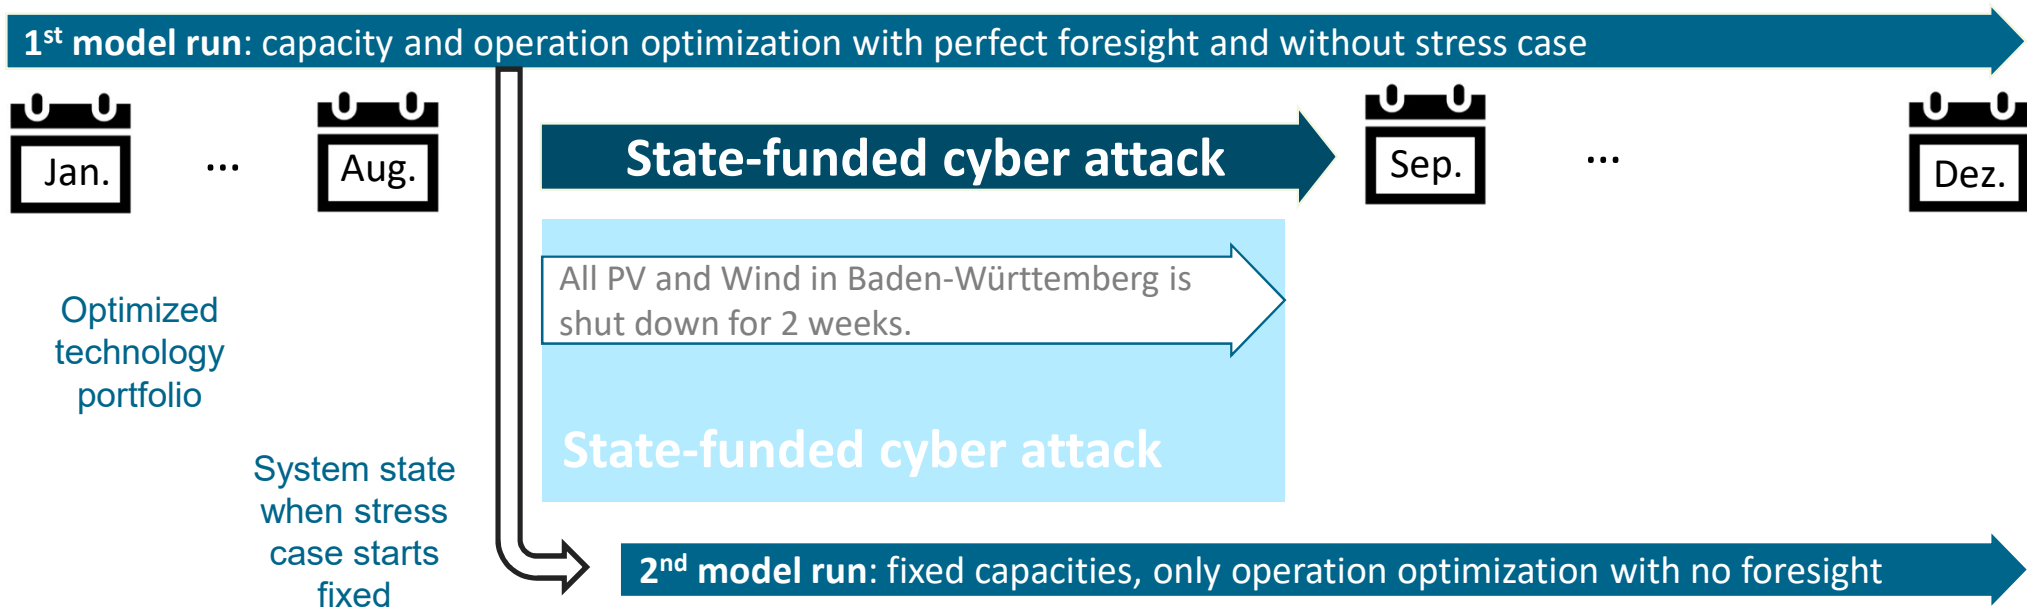 1st model run: capacity and operation optimization with perfect foresight and without stress case
Jan.
...
Aug.
State-funded cyber attack
Sep.
...
Dez.
All PV and Wind in Baden-Württemberg is
shut down for 2 weeks.
Optimized
technology
portfolio
State-funded cyber attack
System state
when stress
case starts
fixed
2nd model run: fixed capacities, only operation optimization with no foresight